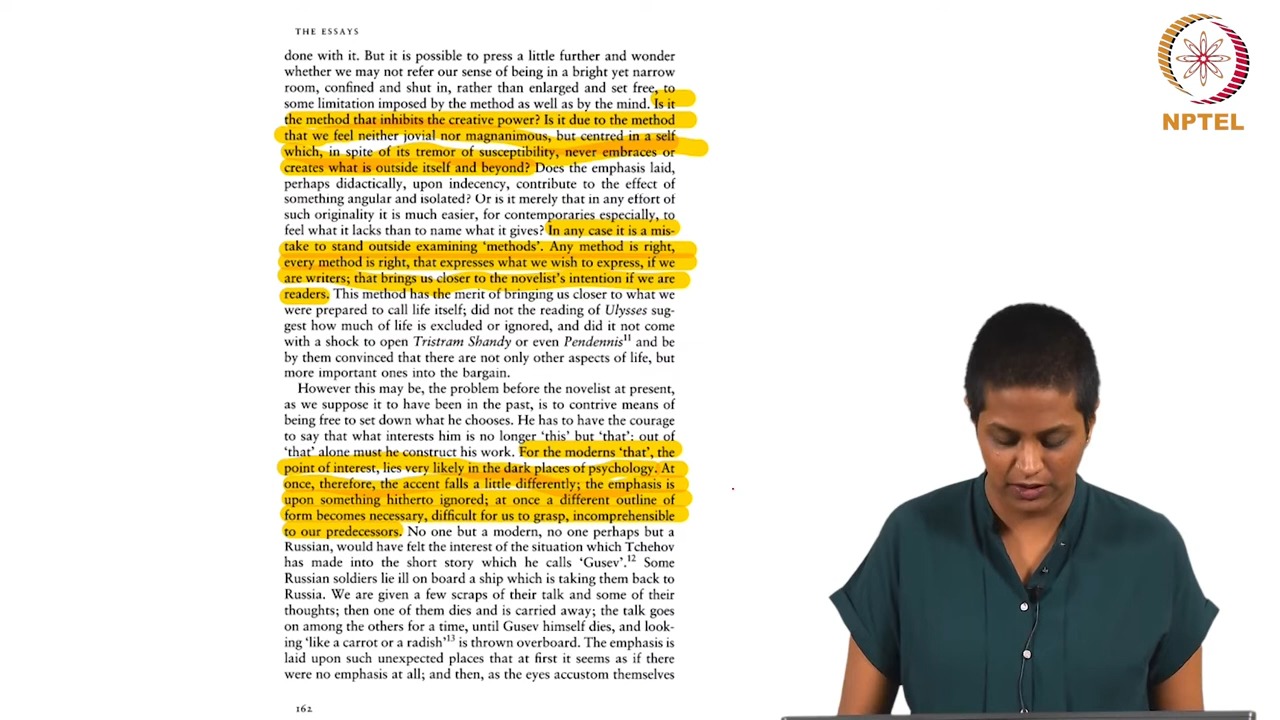 THE ESSAYS
done with it. But it is possible to press a little further and wonder
whether we may not refer our sense of being in a bright yet narrow
room, confined and shut in, rather than enlarged and set free, to
some limitation imposed by the method as well as by the mind. Is it
the method that inhibits the creative power? Is it due to the method
that we feel neither jovial nor magnanimous, but centred in a self
which, in spite of its tremor of susceptibility, never embraces or
creates what is outside itself and beyond? Does the emphasis laid,
perhaps didactically, upon indecency, contribute to the effect of
something angular and isolated? Or is it merely that in any effort of
such originality it is much easier, for contemporaries especially, to
feel what it lacks than to name what it gives? In any case it is a mis-
take to stand outside examining ‘methods’. Any method is right,
every method is right, that expresses what we wish to express, if we
are writers; that brings us closer to the novelist’s intention if we are
readers. This method has the merit of bringing us closer to what we
were prepared to call life itself; did not the reading of Ulysses sug-
gest how much of life is excluded or ignored, and did it not come
with a shock to open Tristram Shandy or even Pendennis¹¹ and be
by them convinced that there are not only other aspects of life, but
more important ones into the bargain.
However this may be, the problem before the novelist at present,
as we suppose it to have been in the past, is to contrive means of
being free to set down what he chooses. He has to have the courage
to say that what interests him is no longer ‘this’ but ‘that’: out of
‘that’ alone must he construct his work. For the moderns ‘that’, the
point of interest, lies very likely in the dark places of psychology. At
once, therefore, the accent falls a little differently; the emphasis is
upon something hitherto ignored; at once a different outline of
form becomes necessary, difficult for us to grasp, incomprehensible
to our predecessors. No one but a modern, no one perhaps but a
Russian, would have felt the interest of the situation which Tchehov
has made into the short story which he calls ‘Gusev’.¹² Some
Russian soldiers lie ill on board a ship which is taking them back to
Russia. We are given a few scraps of their talk and some of their
thoughts; then one of them dies and is carried away; the talk goes
on among the others for a time, until Gusev himself dies, and look-
ing ‘like a carrot or a radish’¹³ is thrown overboard. The emphasis is
laid upon such unexpected places that at first it seems as if there
were no emphasis at all; and then, as the eyes accustom themselves
162
NPTEL